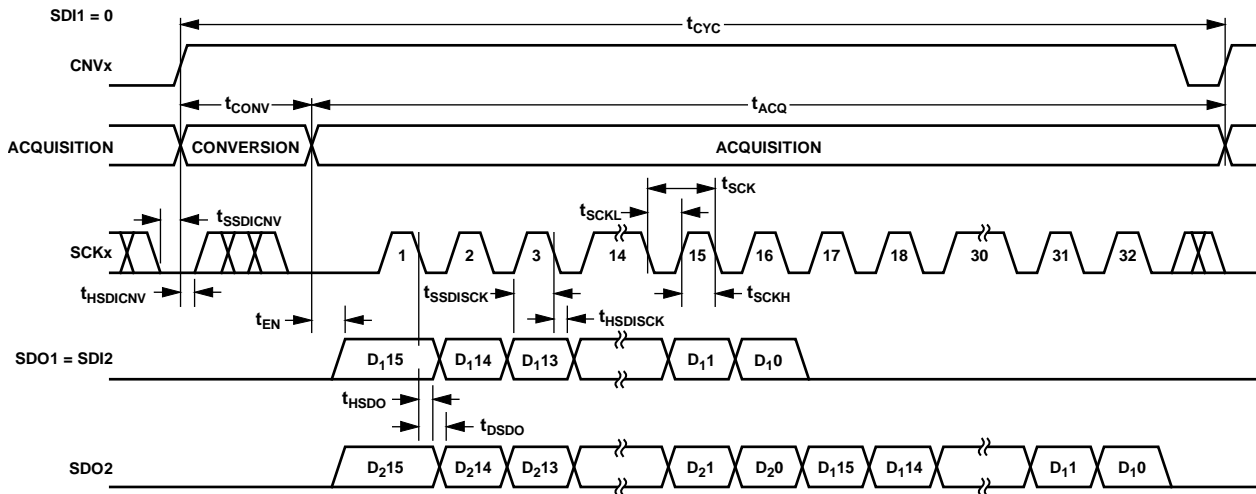 SDI1 = 0
tCYC
CNVx
tCONV
tACQ
ACQUISITION CONVERSION ACQUISITION
tSCK
tSSDICNV
tSCKL
SCKx 1 2 3 14 15 16 17 18 30 31 32
tHSDICNV
tSSDISCK
tSCKH
tEN
tHSDISCK
SDO1 = SDI2 D115 D114 D113 D11 D10
tHSDO
tDSDO
SDO2 D215 D214 D213 D21 D20 D115 D114 D11 D10